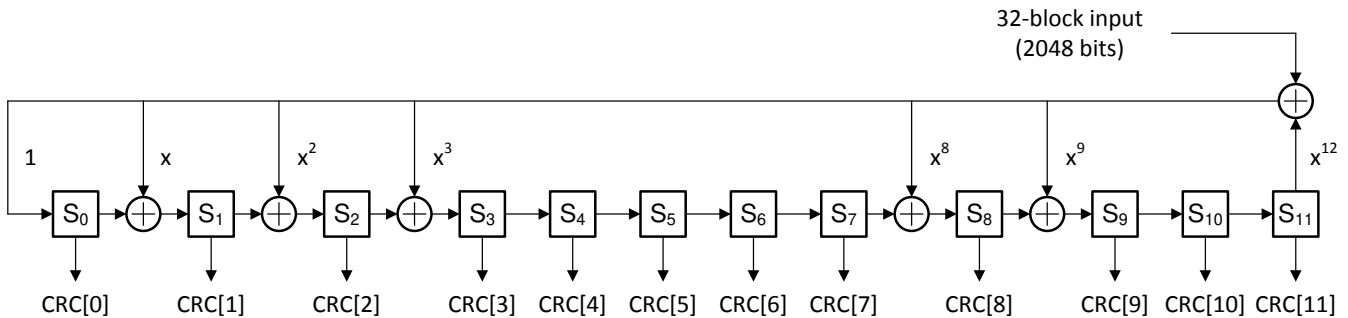 32-block input
(2048 bits)
1 x x² x³ x⁸ x⁹ x¹²
S₀ S₁ S₂ S₃ S₄ S₅ S₆ S₇ S₈ S₉ S₁₀ S₁₁
CRC[0] CRC[1] CRC[2] CRC[3] CRC[4] CRC[5] CRC[6] CRC[7] CRC[8] CRC[9] CRC[10] CRC[11]